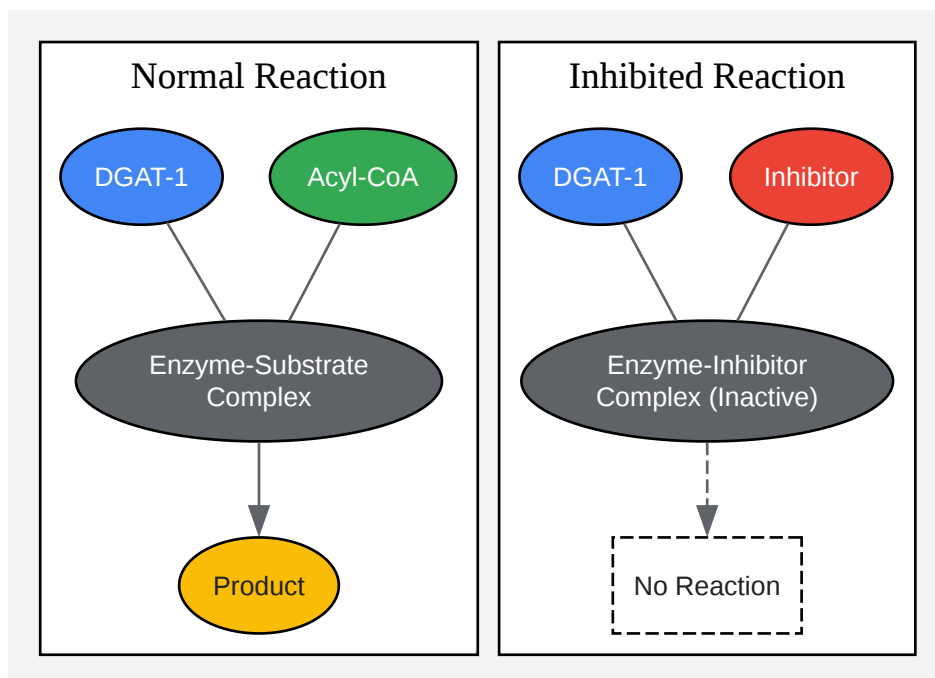 Normal Reaction
DGAT-1
Acyl-CoA
Enzyme-Substrate
Complex
Product
Inhibited Reaction
DGAT-1
Inhibitor
Enzyme-Inhibitor
Complex (Inactive)
No Reaction